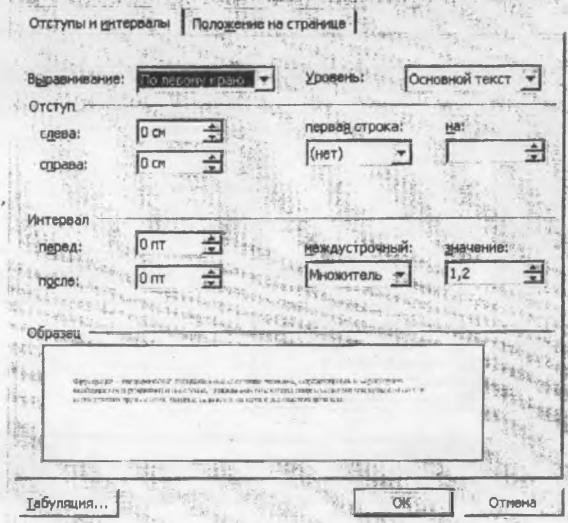 Отступы и интервалы Положение на странице
Выравнивание: По левому краю Уровень: Основной текст
Отступ
слева: 0 см первая строка: на:
справа: 0 см (нет)
Интервал
перед: 0 пт междустрочный: значение:
после: 0 пт Множитель 1,2
Образец
Табуляция... ОК Отмена